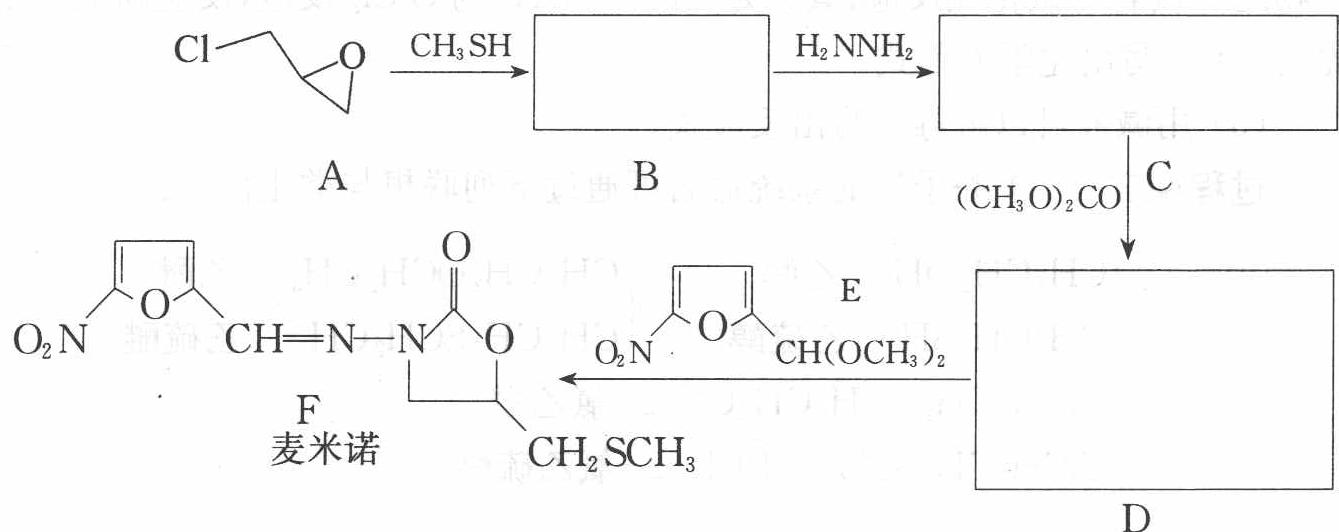 Cl
O
CH₃SH
H₂NNH₂
A
B
C
(CH₃O)₂CO
O
O
O₂N
CH=N-N
O
CH₂SCH₃
F
麦米诺
O
O₂N
CH(OCH₃)₂
E
D